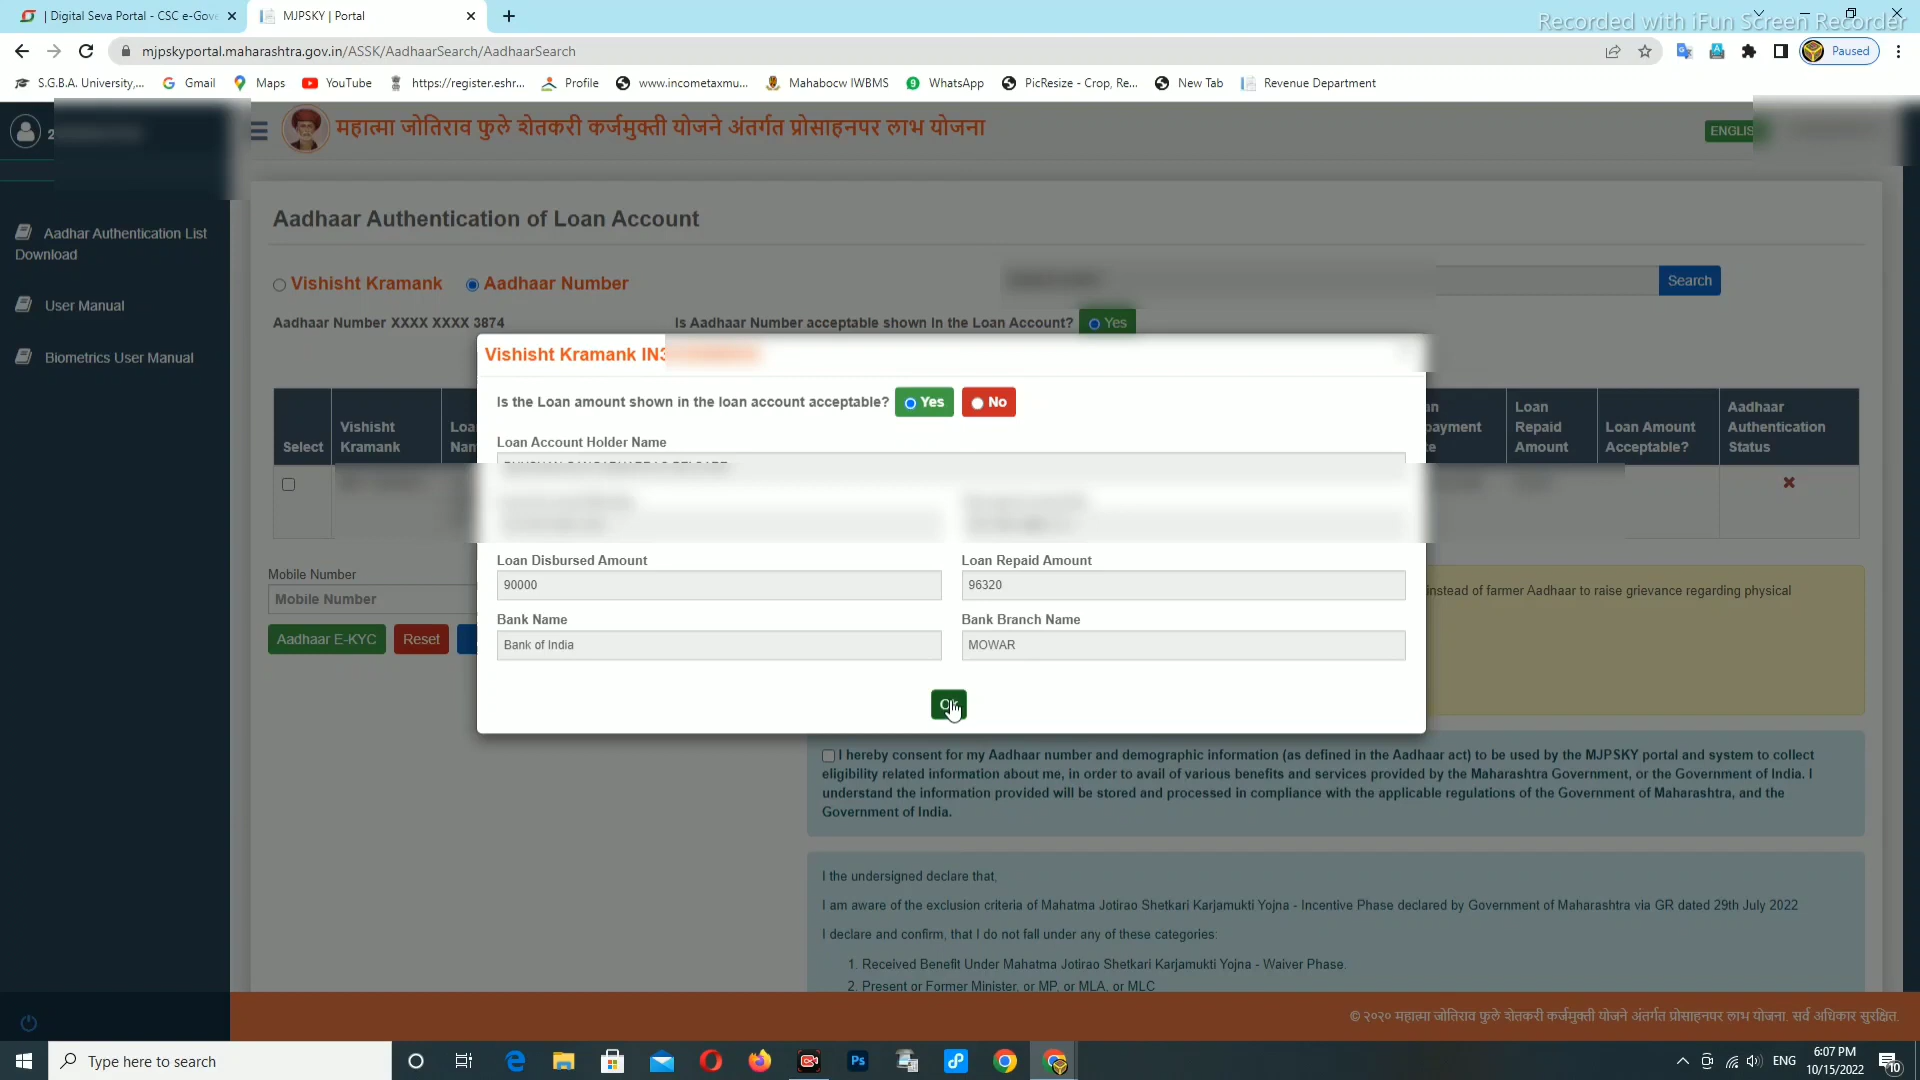 | Digital Seva Portal - CSC e-Gove
MJPSKY | Portal
Recorded with iFun Screen Recorder
mjpskyportal.maharashtra.gov.in/ASSK/AadhaarSearch/AadhaarSearch
Paused
S.G.B.A. University,...
Gmail
Maps
YouTube
https://register.eshr...
Profile
www.incometaxmu...
Mahabocw IWBMS
WhatsApp
PicResize - Crop, Re...
New Tab
Revenue Department
2
महात्मा जोतिराव फुले शेतकरी कर्जमुक्ती योजने अंतर्गत प्रोत्साहनपर लाभ योजना
ENGLIS
Aadhar Authentication List
Download
User Manual
Biometrics User Manual
Aadhaar Authentication of Loan Account
Vishisht Kramank
Aadhaar Number
Search
Aadhaar Number XXXX XXXX 3874
Is Aadhaar Number acceptable shown in the Loan Account?
Yes
Vishisht Kramank IN3
Is the Loan amount shown in the loan account acceptable?
Yes
No
Loan Account Holder Name
Loan Disbursed Amount
Loan Repaid Amount
90000
96320
Bank Name
Bank Branch Name
Bank of India
MOWAR
Ok
Select
Vishisht
Kramank
Loa
Nam
an
payment
te
Loan
Repaid
Amount
Loan Amount
Acceptable?
Aadhaar
Authentication
Status
Mobile Number
Mobile Number
Aadhaar E-KYC
Reset
instead of farmer Aadhaar to raise grievance regarding physical
I hereby consent for my Aadhaar number and demographic information (as defined in the Aadhaar act) to be used by the MJPSKY portal and system to collect
eligibility related information about me, in order to avail of various benefits and services provided by the Maharashtra Government, or the Government of India. I
understand the information provided will be stored and processed in compliance with the applicable regulations of the Government of Maharashtra, and the
Government of India.
I the undersigned declare that,
I am aware of the exclusion criteria of Mahatma Jotirao Shetkari Karjamukti Yojna - Incentive Phase declared by Government of Maharashtra via GR dated 29th July 2022
I declare and confirm, that I do not fall under any of these categories:
1. Received Benefit Under Mahatma Jotirao Shetkari Karjamukti Yojna - Waiver Phase.
2. Present or Former Minister, or MP, or MLA, or MLC
© २०२० महात्मा जोतिराव फुले शेतकरी कर्जमुक्ती योजने अंतर्गत प्रोत्साहनपर लाभ योजना. सर्व अधिकार सुरक्षित.
Type here to search
Ps
ENG
6:07 PM
10/15/2022
10